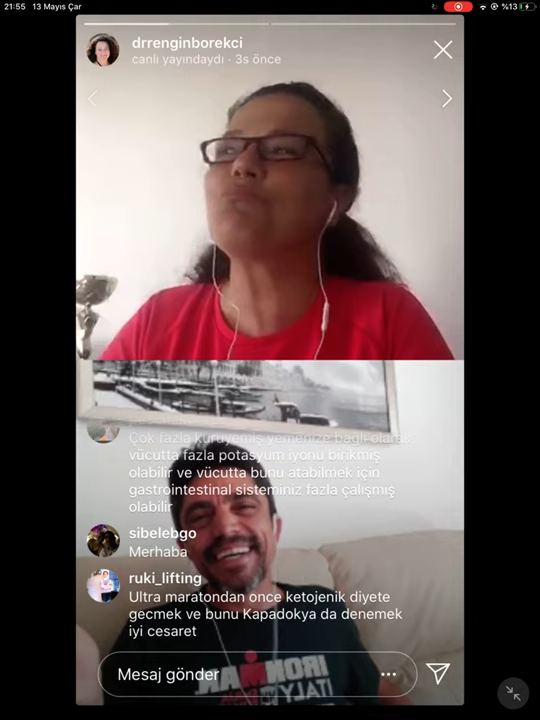 21:55 13 Mayıs Çar
%13
drrenginborekci
canlı yayındaydı · 3s önce
Çok fazla kuruyemiş yemenize bağlı olarak
vücutta fazla potasyum iyonu birikmiş
olabilir ve vücutta bunu atabilmek için
gastrointestinal sisteminiz fazla çalışmış
olabilir
sibelebgo
Merhaba
ruki_lifting
Ultra maratondan once ketojenik diyete
gecmek ve bunu Kapadokya da denemek
iyi cesaret
IRONMAN
ITALY
Mesaj gönder